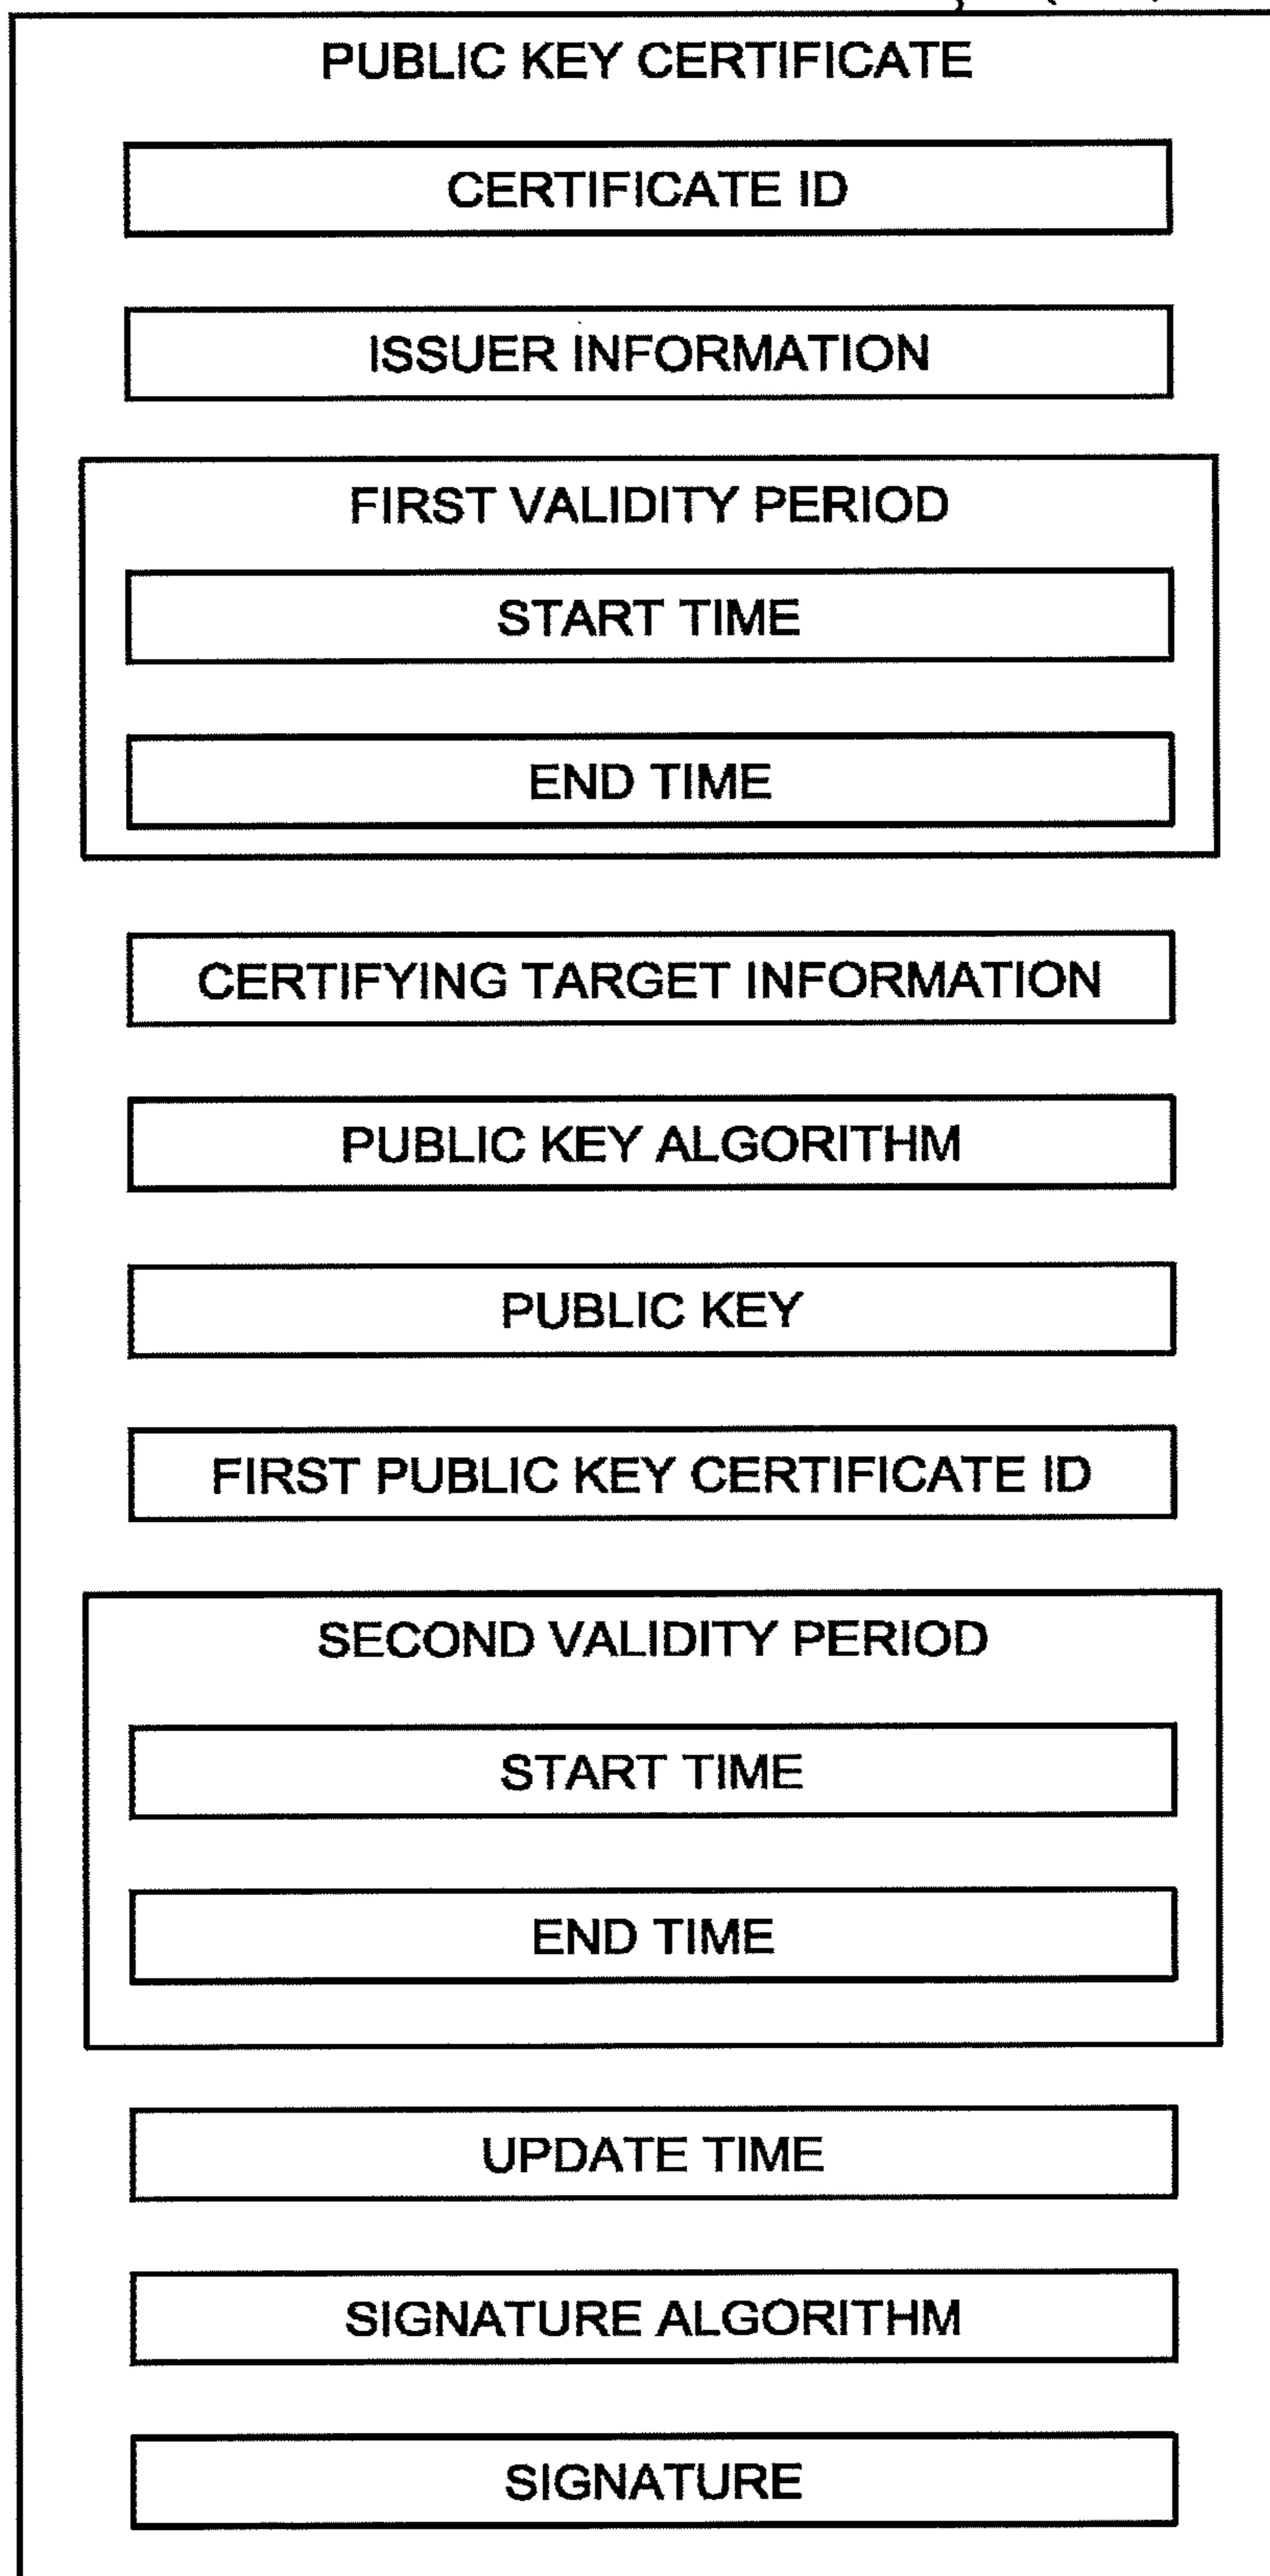 PUBLIC KEY CERTIFICATE
CERTIFICATE ID
ISSUER INFORMATION
FIRST VALIDITY PERIOD
START TIME
END TIME
CERTIFYING TARGET INFORMATION
PUBLIC KEY ALGORITHM
PUBLIC KEY
FIRST PUBLIC KEY CERTIFICATE ID
SECOND VALIDITY PERIOD
START TIME
END TIME
UPDATE TIME
SIGNATURE ALGORITHM
SIGNATURE